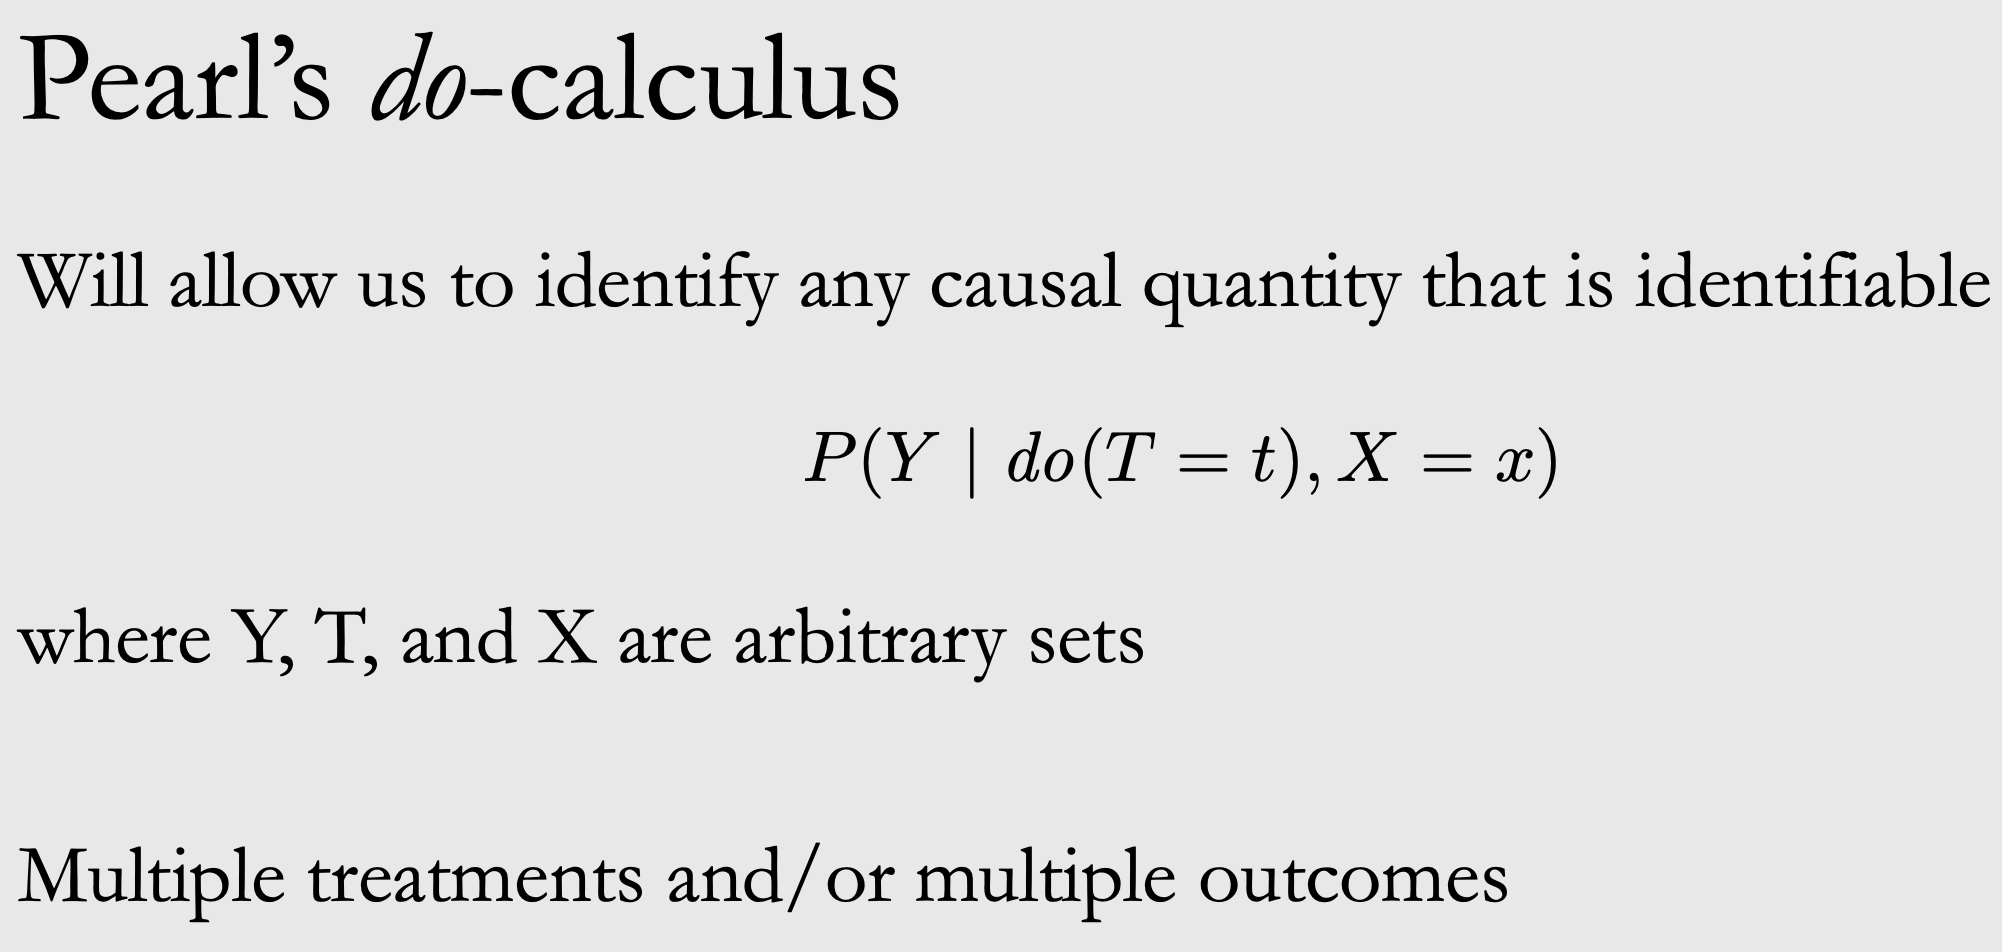 Pearl’s do-calculus
Will allow us to identify any causal quantity that is identifiable
P(Y | do(T = t), X = x)
where Y, T, and X are arbitrary sets
Multiple treatments and/or multiple outcomes